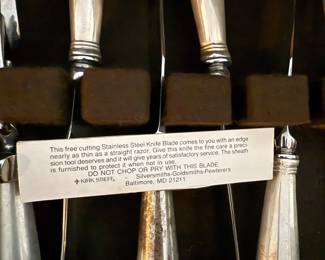 This free cutting Stainless Steel Knife Blade comes to you with an edge
nearly as thin as a straight razor. Give this knife the fine care a preci-
sion tool deserves and it will give years of satisfactory service. The sheath
is furnished to protect it when not in use.
DO NOT CHOP OR PRY WITH THIS BLADE
KIRK STIEFF Silversmiths-Goldsmiths-Pewterers
Baltimore, MD 21211